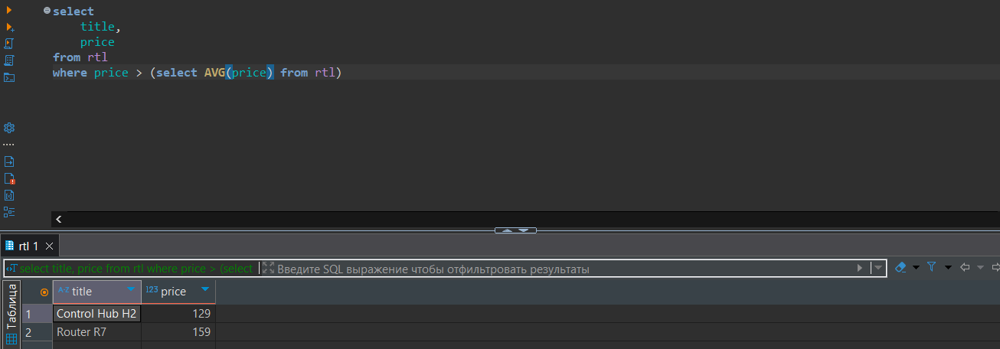 select
title,
price
from rtl
where price > (select AVG(price) from rtl)
rtl 1
select title, price from rtl where price > (select
Введите SQL выражение чтобы отфильтровать результаты
Таблица
A-Z title
123 price
1 Control Hub H2 129
2 Router R7 159